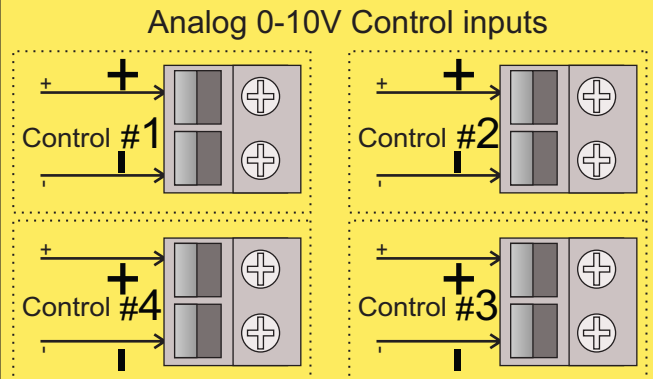 Analog 0-10V Control inputs
+ +
Control #1
- -
+ +
Control #2
- -
+ +
Control #4
- -
+ +
Control #3
- -